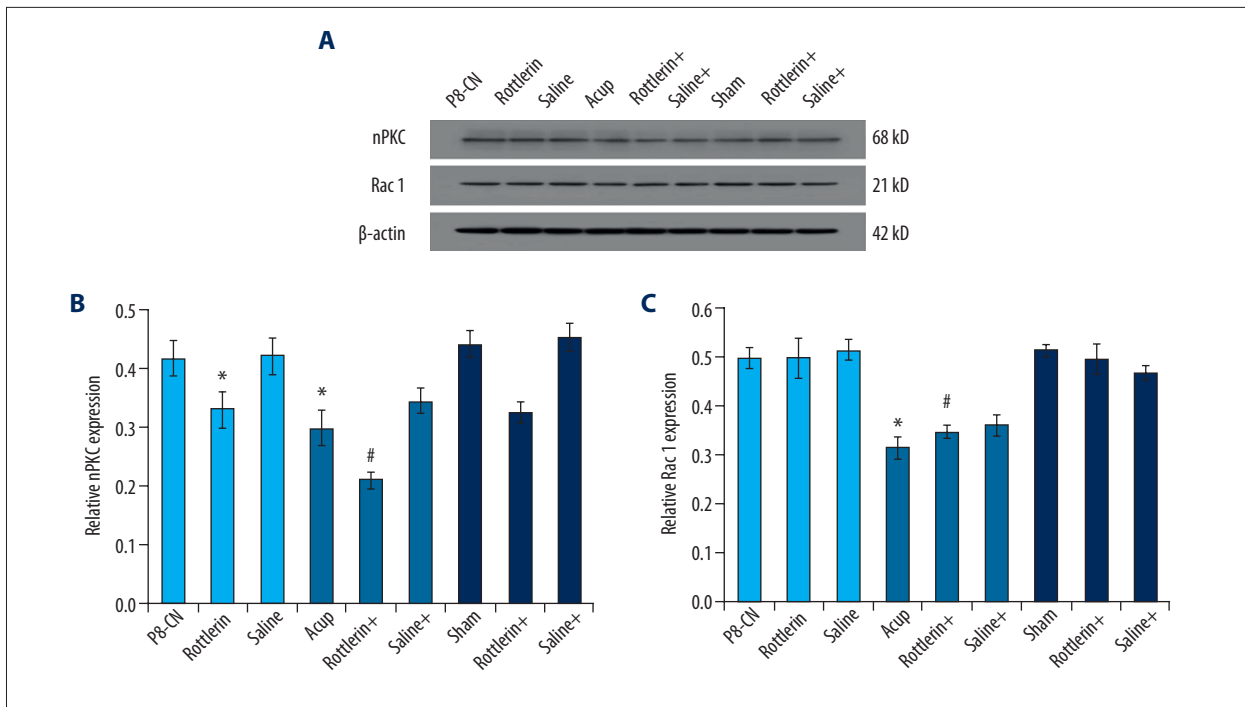 A
P8-CN Rottlerin Saline Acup Rottlerin+ Saline+ Sham Rottlerin+ Saline+
nPKC 68 kD
Rac 1 21 kD
β-actin 42 kD
B
Relative nPKC expression
0.5
0.4
0.3
0.2
0.1
0.0
* * #
P8-CN Rottlerin Saline Acup Rottlerin+ Saline+ Sham Rottlerin+ Saline+
C
Relative Rac 1 expression
0.6
0.5
0.4
0.3
0.2
0.1
0.0
* #
P8-CN Rottlerin Saline Acup Rottlerin+ Saline+ Sham Rottlerin+ Saline+